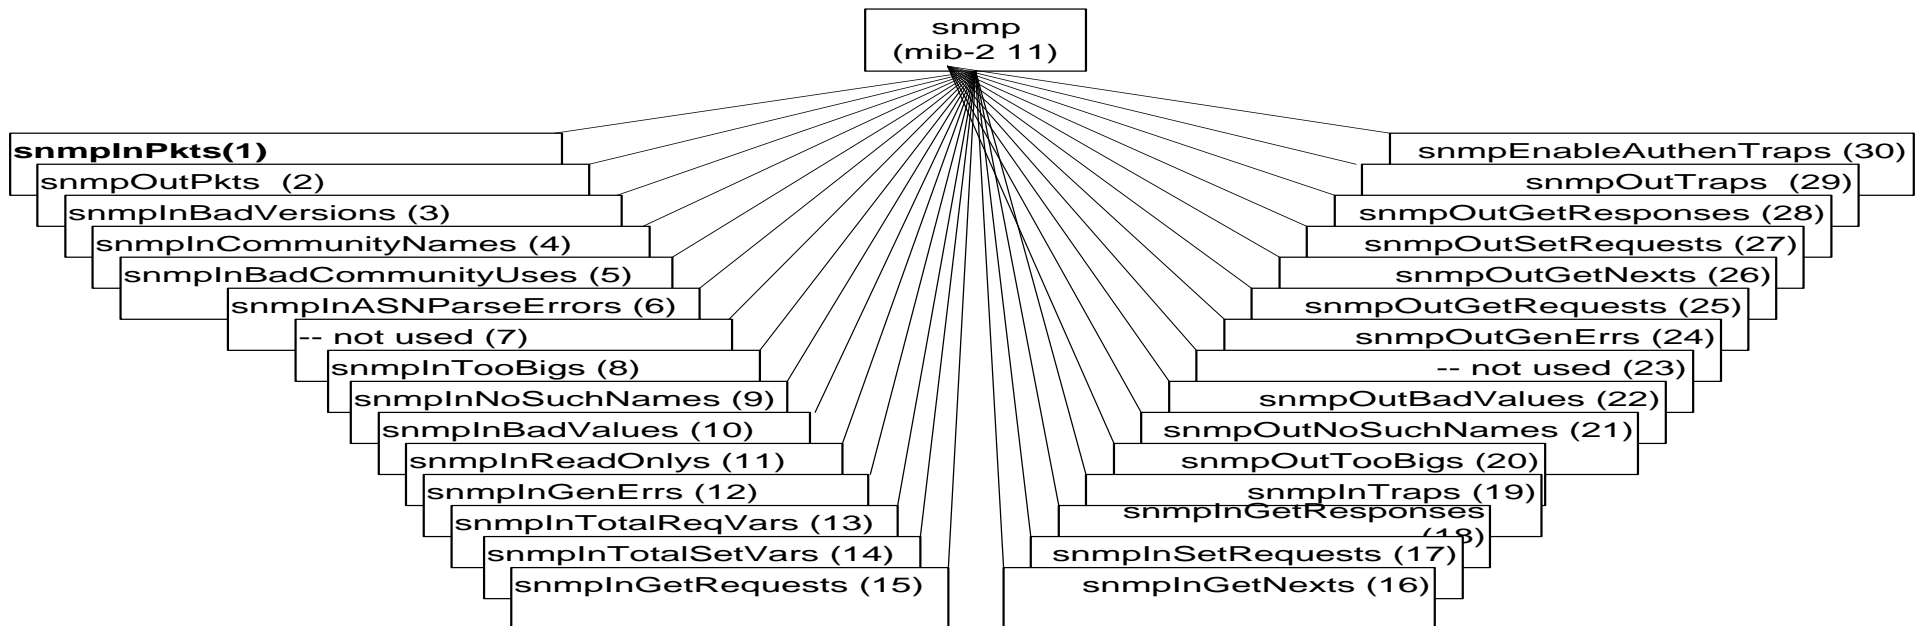 snmp
(mib-2 11)
snmpInPkts(1)
snmpOutPkts (2)
snmpInBadVersions (3)
snmpInCommunityNames (4)
snmpInBadCommunityUses (5)
snmpInASNParseErrors (6)
-- not used (7)
snmpInTooBigs (8)
snmpInNoSuchNames (9)
snmpInBadValues (10)
snmpInReadOnlys (11)
snmpInGenErrs (12)
snmpInTotalReqVars (13)
snmpInTotalSetVars (14)
snmpInGetRequests (15)
snmpEnableAuthenTraps (30)
snmpOutTraps (29)
snmpOutGetResponses (28)
snmpOutSetRequests (27)
snmpOutGetNexts (26)
snmpOutGetRequests (25)
snmpOutGenErrs (24)
-- not used (23)
snmpOutBadValues (22)
snmpOutNoSuchNames (21)
snmpOutTooBigs (20)
snmpInTraps (19)
snmpInGetResponses
(18)
snmpInSetRequests (17)
snmpInGetNexts (16)